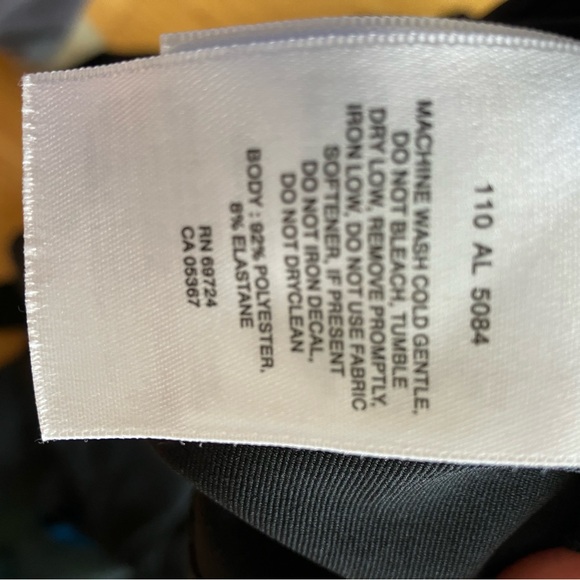 110 AL 5084
MACHINE WASH COLD GENTLE,
DO NOT BLEACH, TUMBLE
DRY LOW, REMOVE PROMPTLY,
IRON LOW, DO NOT USE FABRIC
SOFTENER, IF PRESENT
DO NOT IRON DECAL,
DO NOT DRYCLEAN
BODY : 92% POLYESTER,
8% ELASTANE
RN 69724
CA 05367